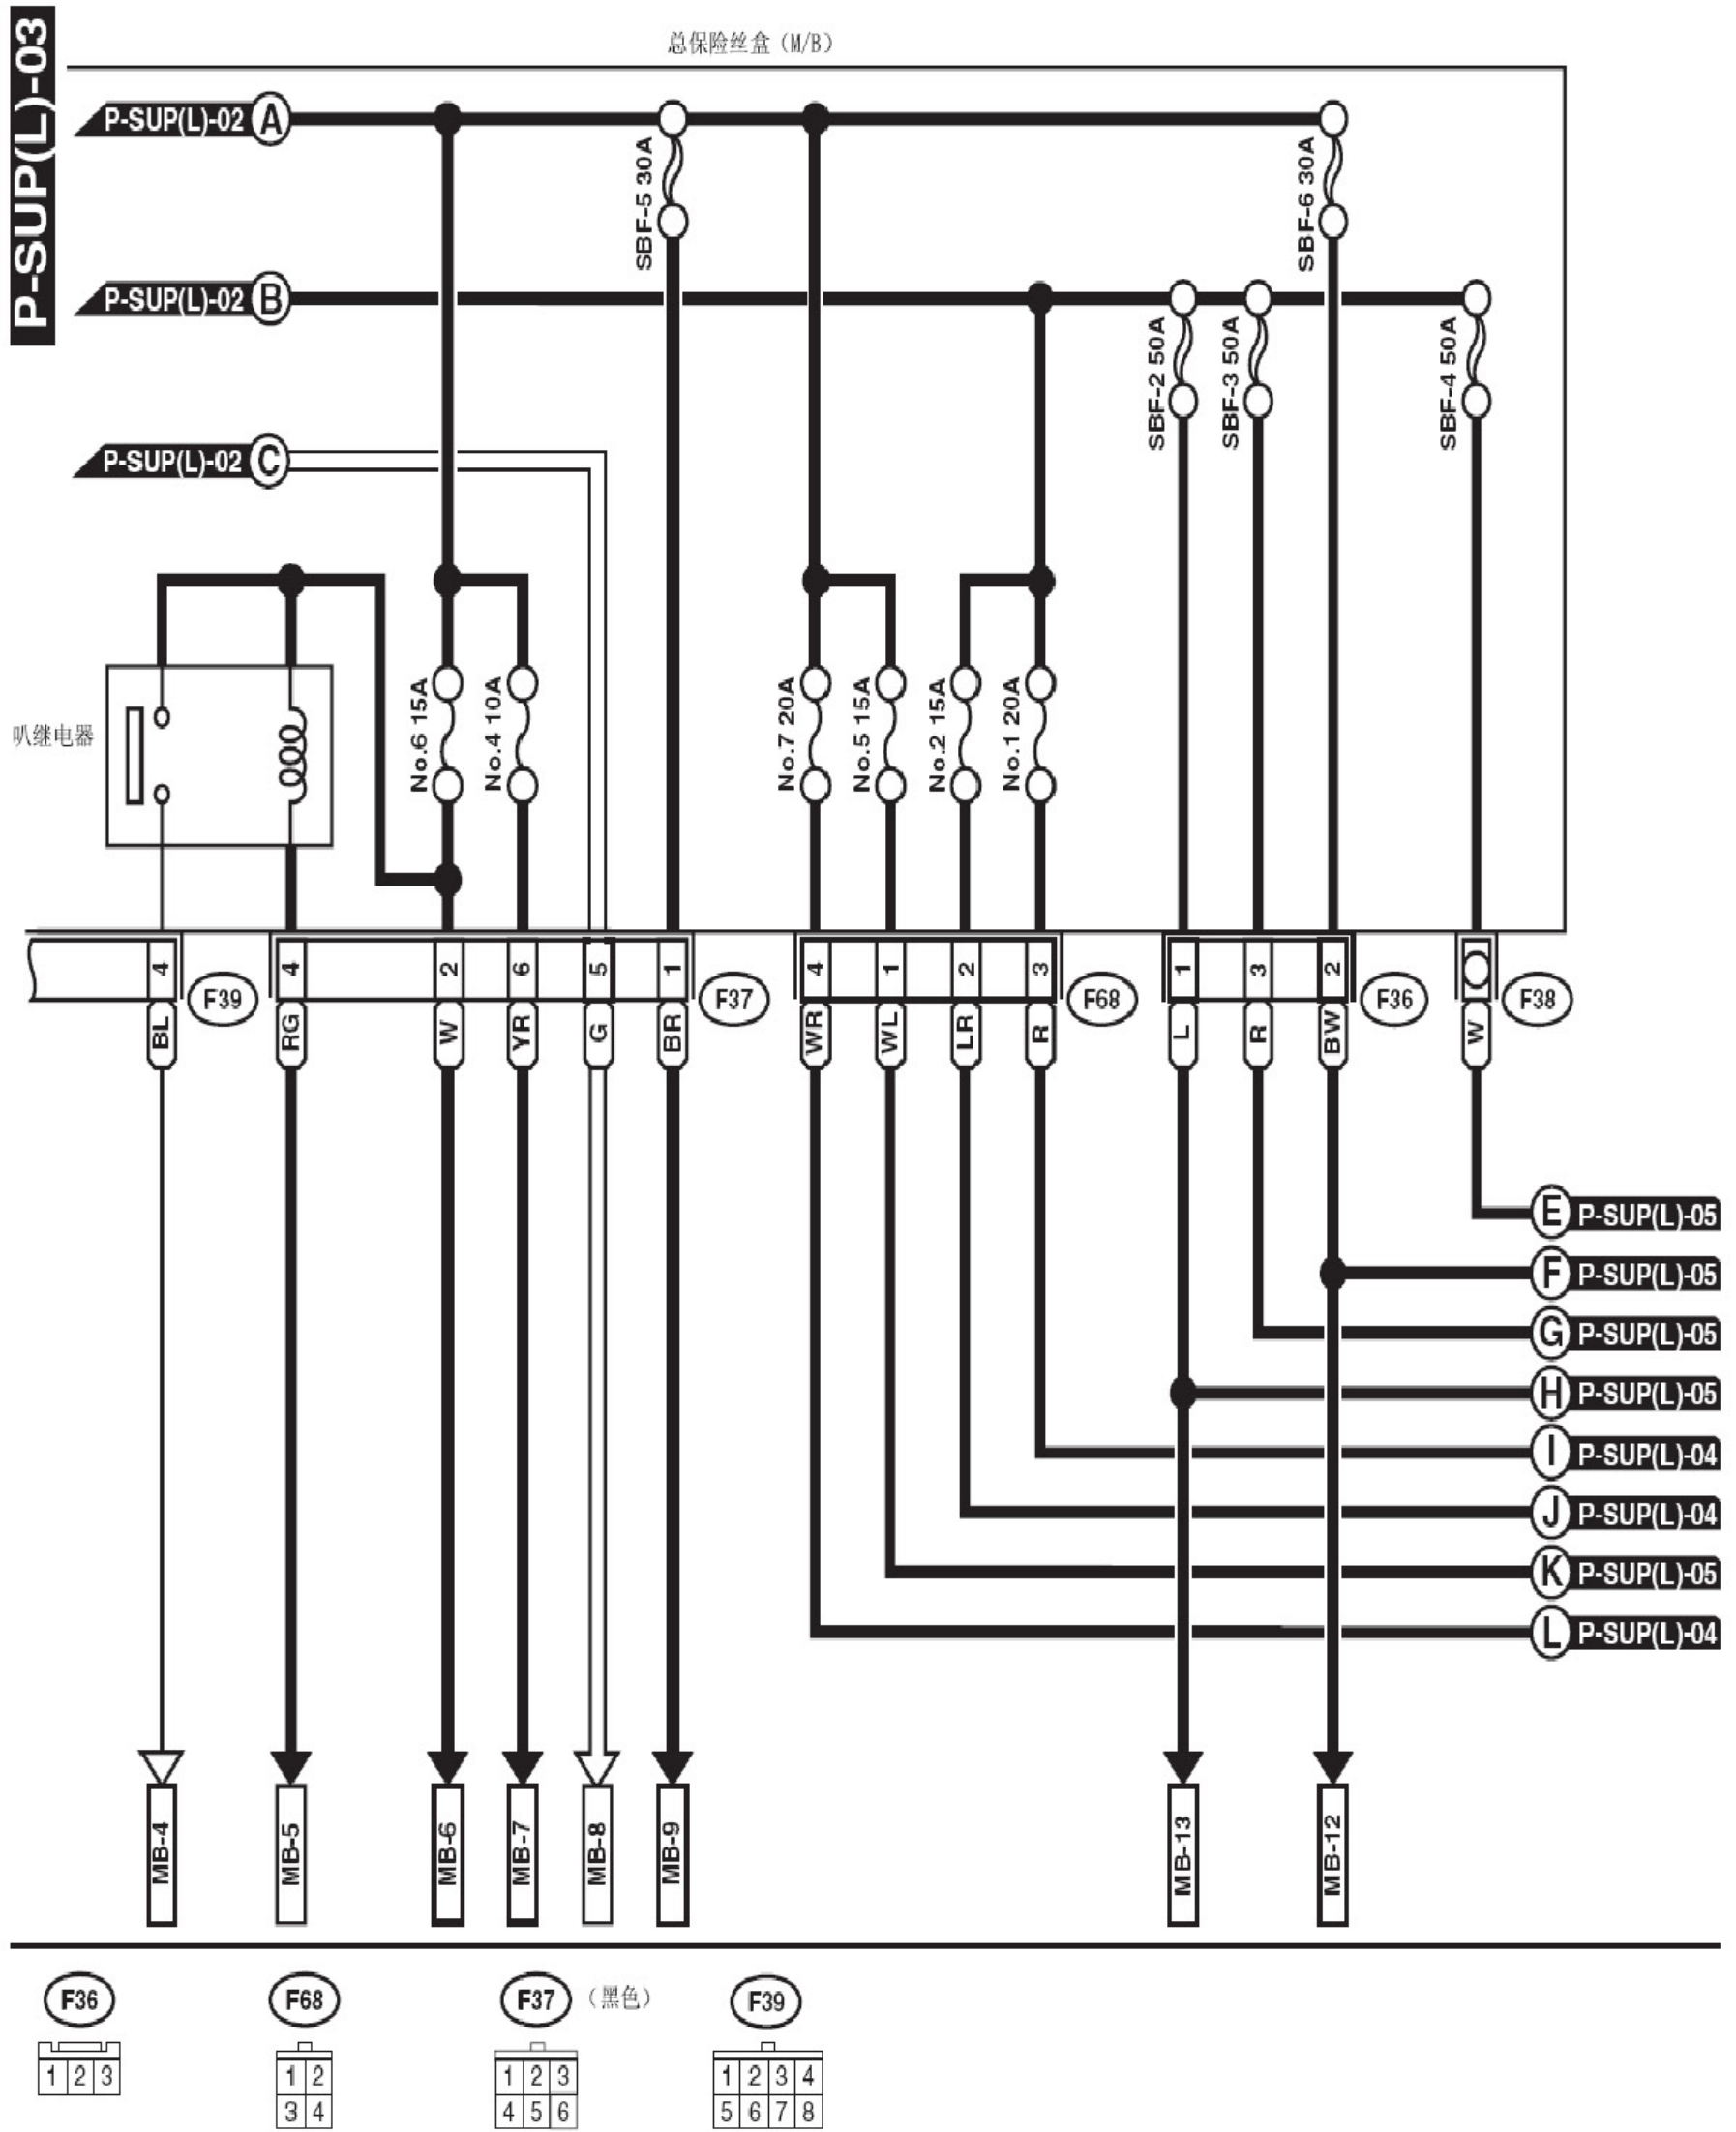 P-SUP(L)-03
总保险丝盒（M/B）
P-SUP(L)-02 A
SBF-5 30A
SBF-6 30A
P-SUP(L)-02 B
SBF-2 50A
SBF-3 50A
SBF-4 50A
P-SUP(L)-02 C
叭继电器
No.6 15A
No.4 10A
No.7 20A
No.5 15A
No.2 15A
No.1 20A
4 F39 4 2 6 5 1 F37 4 1 2 3 F68 1 3 2 F36 F38
BL RG W YR G BR WR WL LR R L R BW W
E P-SUP(L)-05
F P-SUP(L)-05
G P-SUP(L)-05
H P-SUP(L)-05
I P-SUP(L)-04
J P-SUP(L)-04
K P-SUP(L)-05
L P-SUP(L)-04
MB-4 MB-5 MB-6 MB-7 MB-8 MB-9 MB-13 MB-12
F36 F68 F37 （黑色） F39
1 2 3 1 2 1 2 3 1 2 3 4
3 4 4 5 6 5 6 7 8